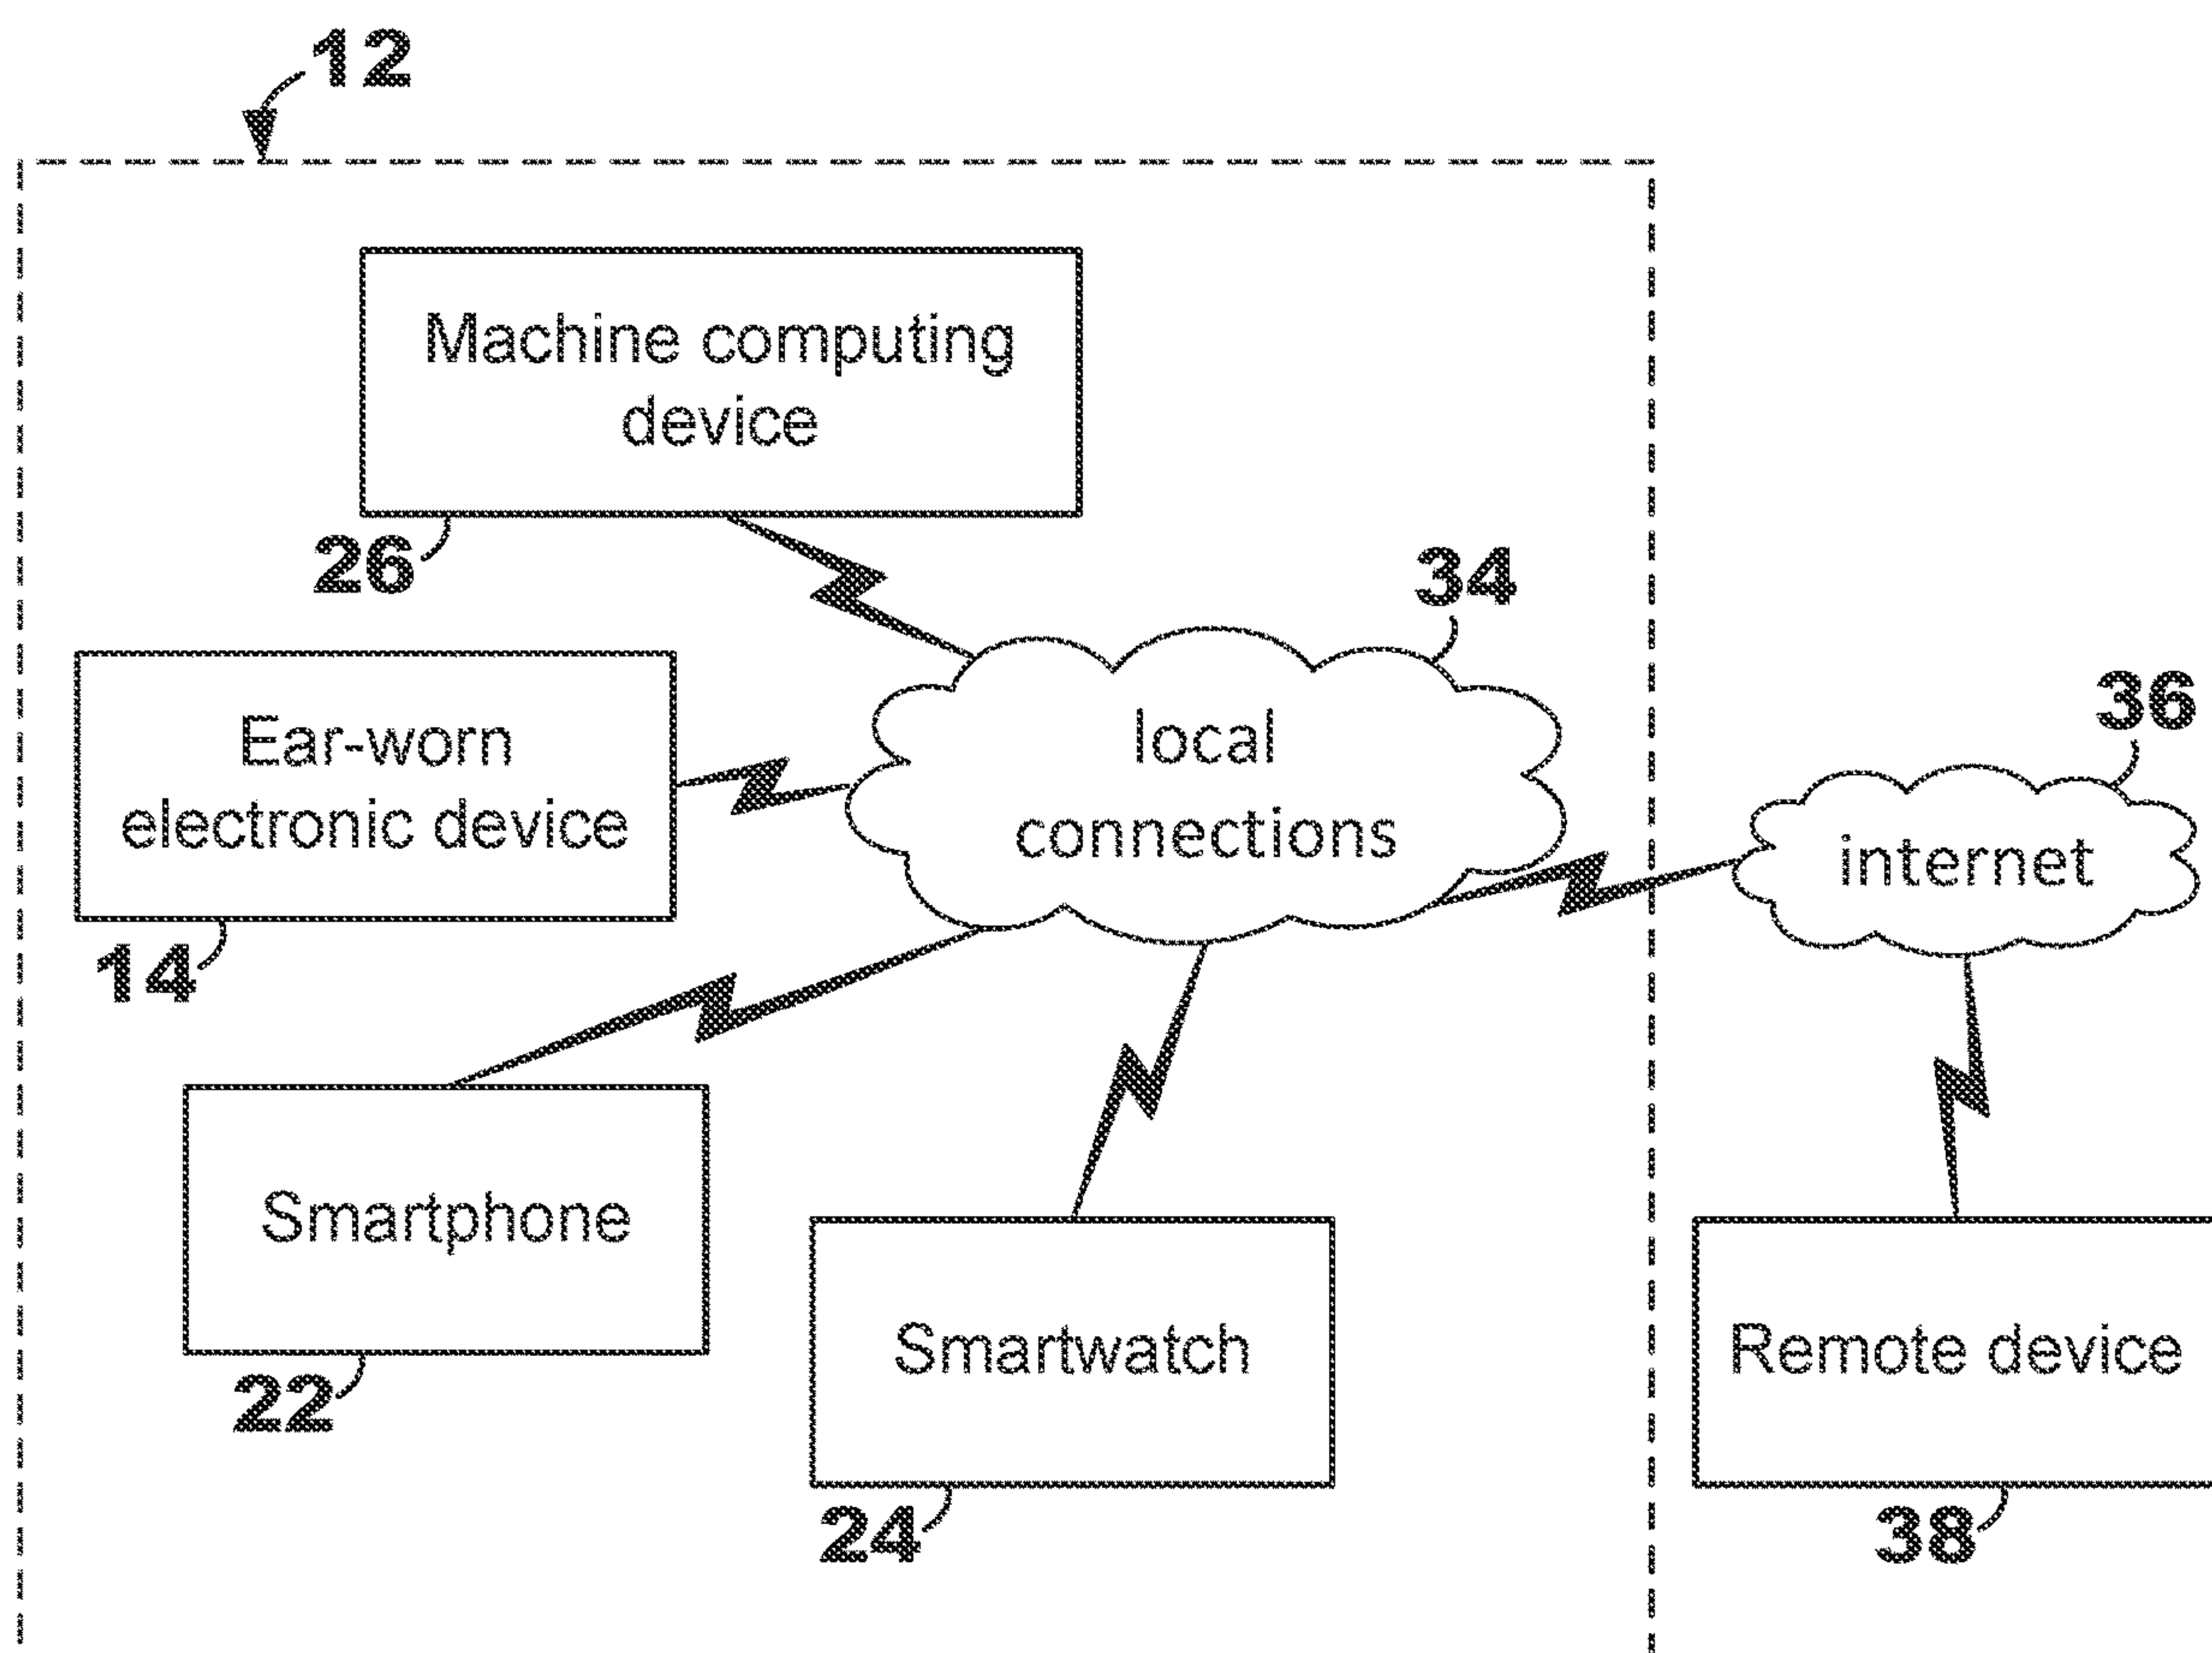 12
Machine computing
device
26
34
Ear-worn
electronic device
14
local
connections
36
internet
Smartphone
22
Smartwatch
24
Remote device
38